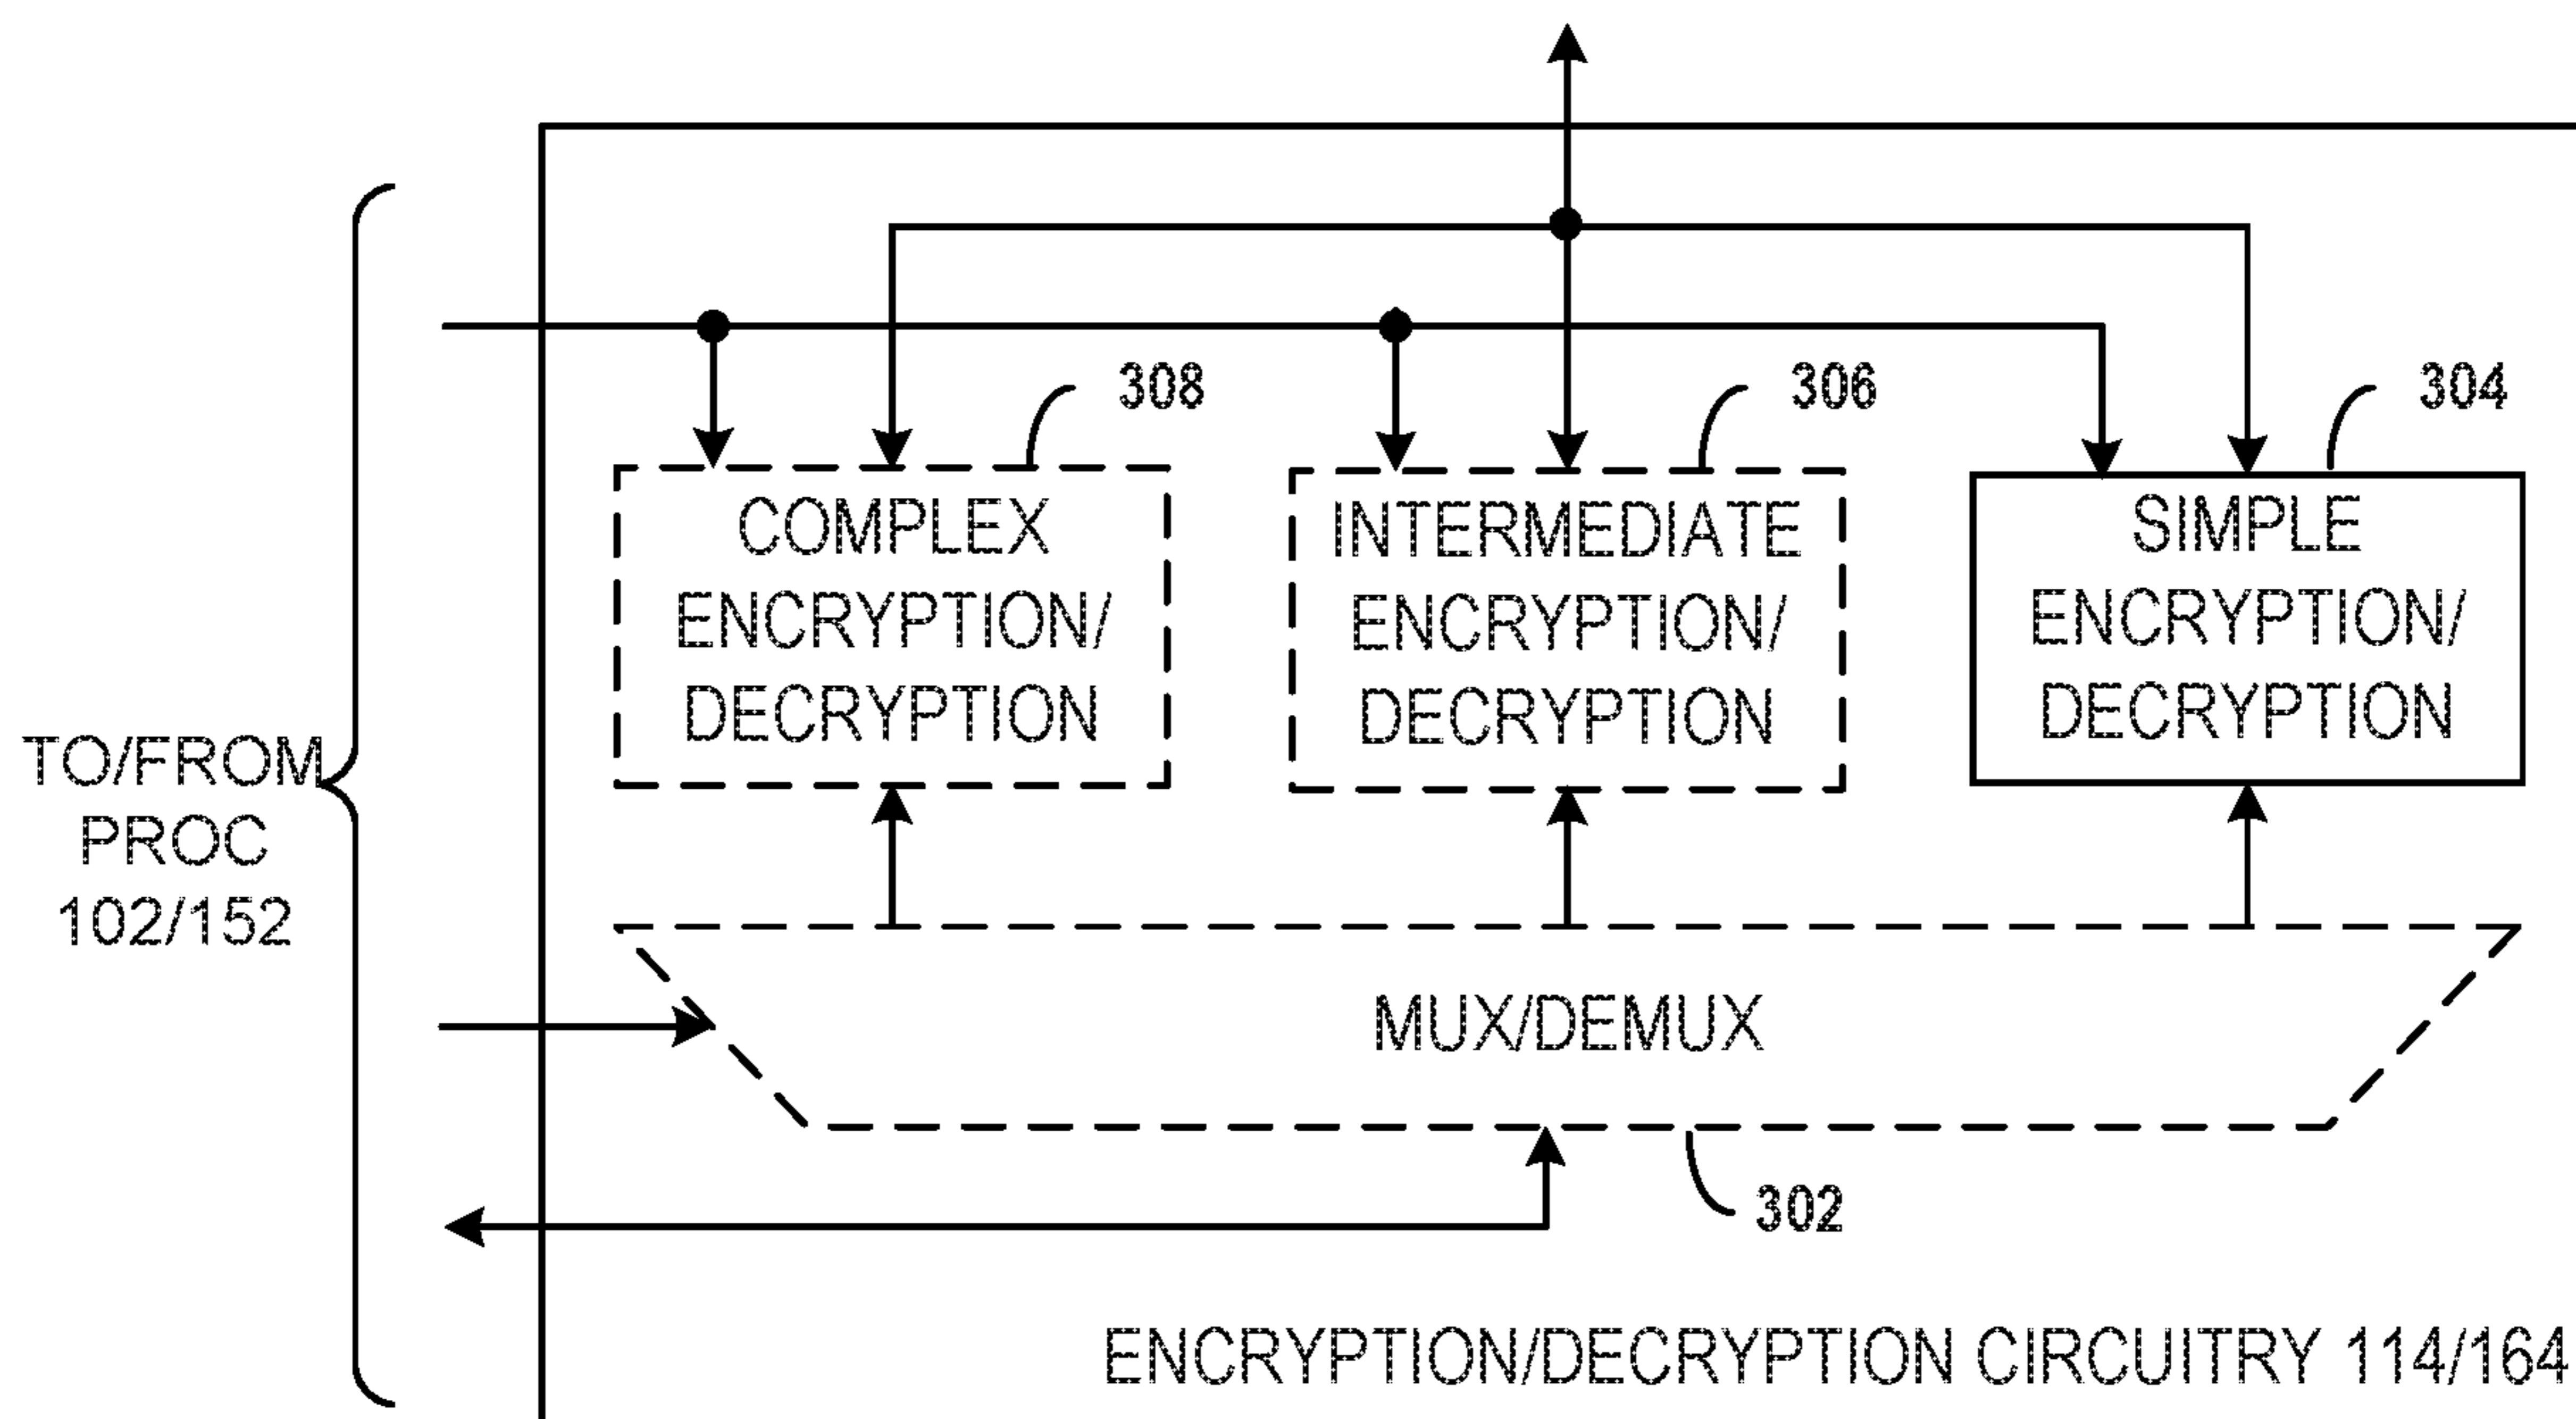 308
306
304
COMPLEX
ENCRYPTION/
DECRYPTION
INTERMEDIATE
ENCRYPTION/
DECRYPTION
SIMPLE
ENCRYPTION/
DECRYPTION
TO/FROM
PROC
102/152
MUX/DEMUX
302
ENCRYPTION/DECRYPTION CIRCUITRY 114/164